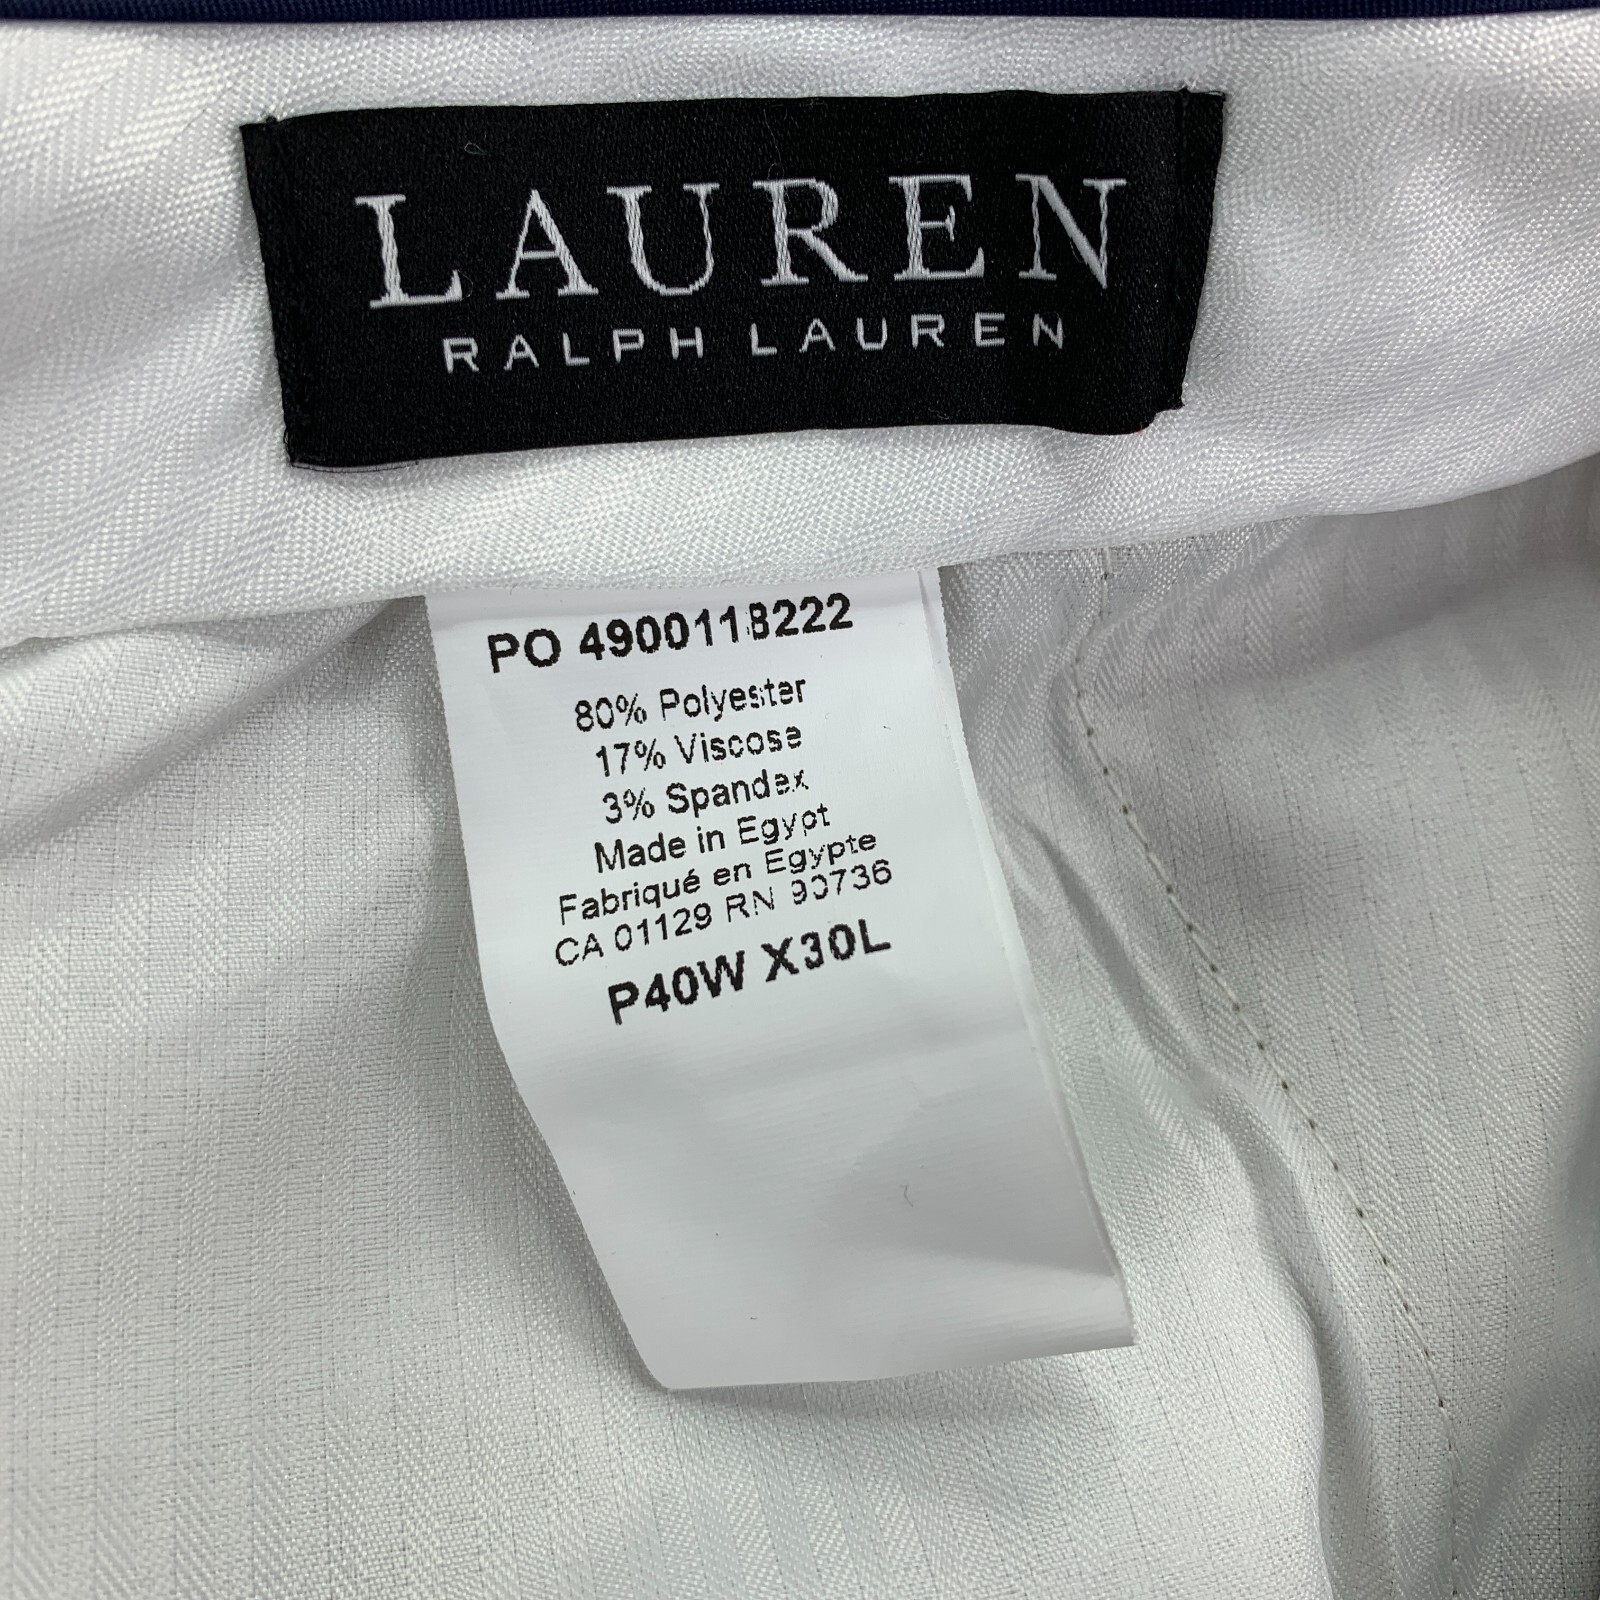 LAUREN
RALPH LAUREN
PO 4900118222
80% Polyester
17% Viscose
3% Spandex
Made in Egypt
Fabriqué en Egypte
CA 01129 RN 90736
P40W X30L